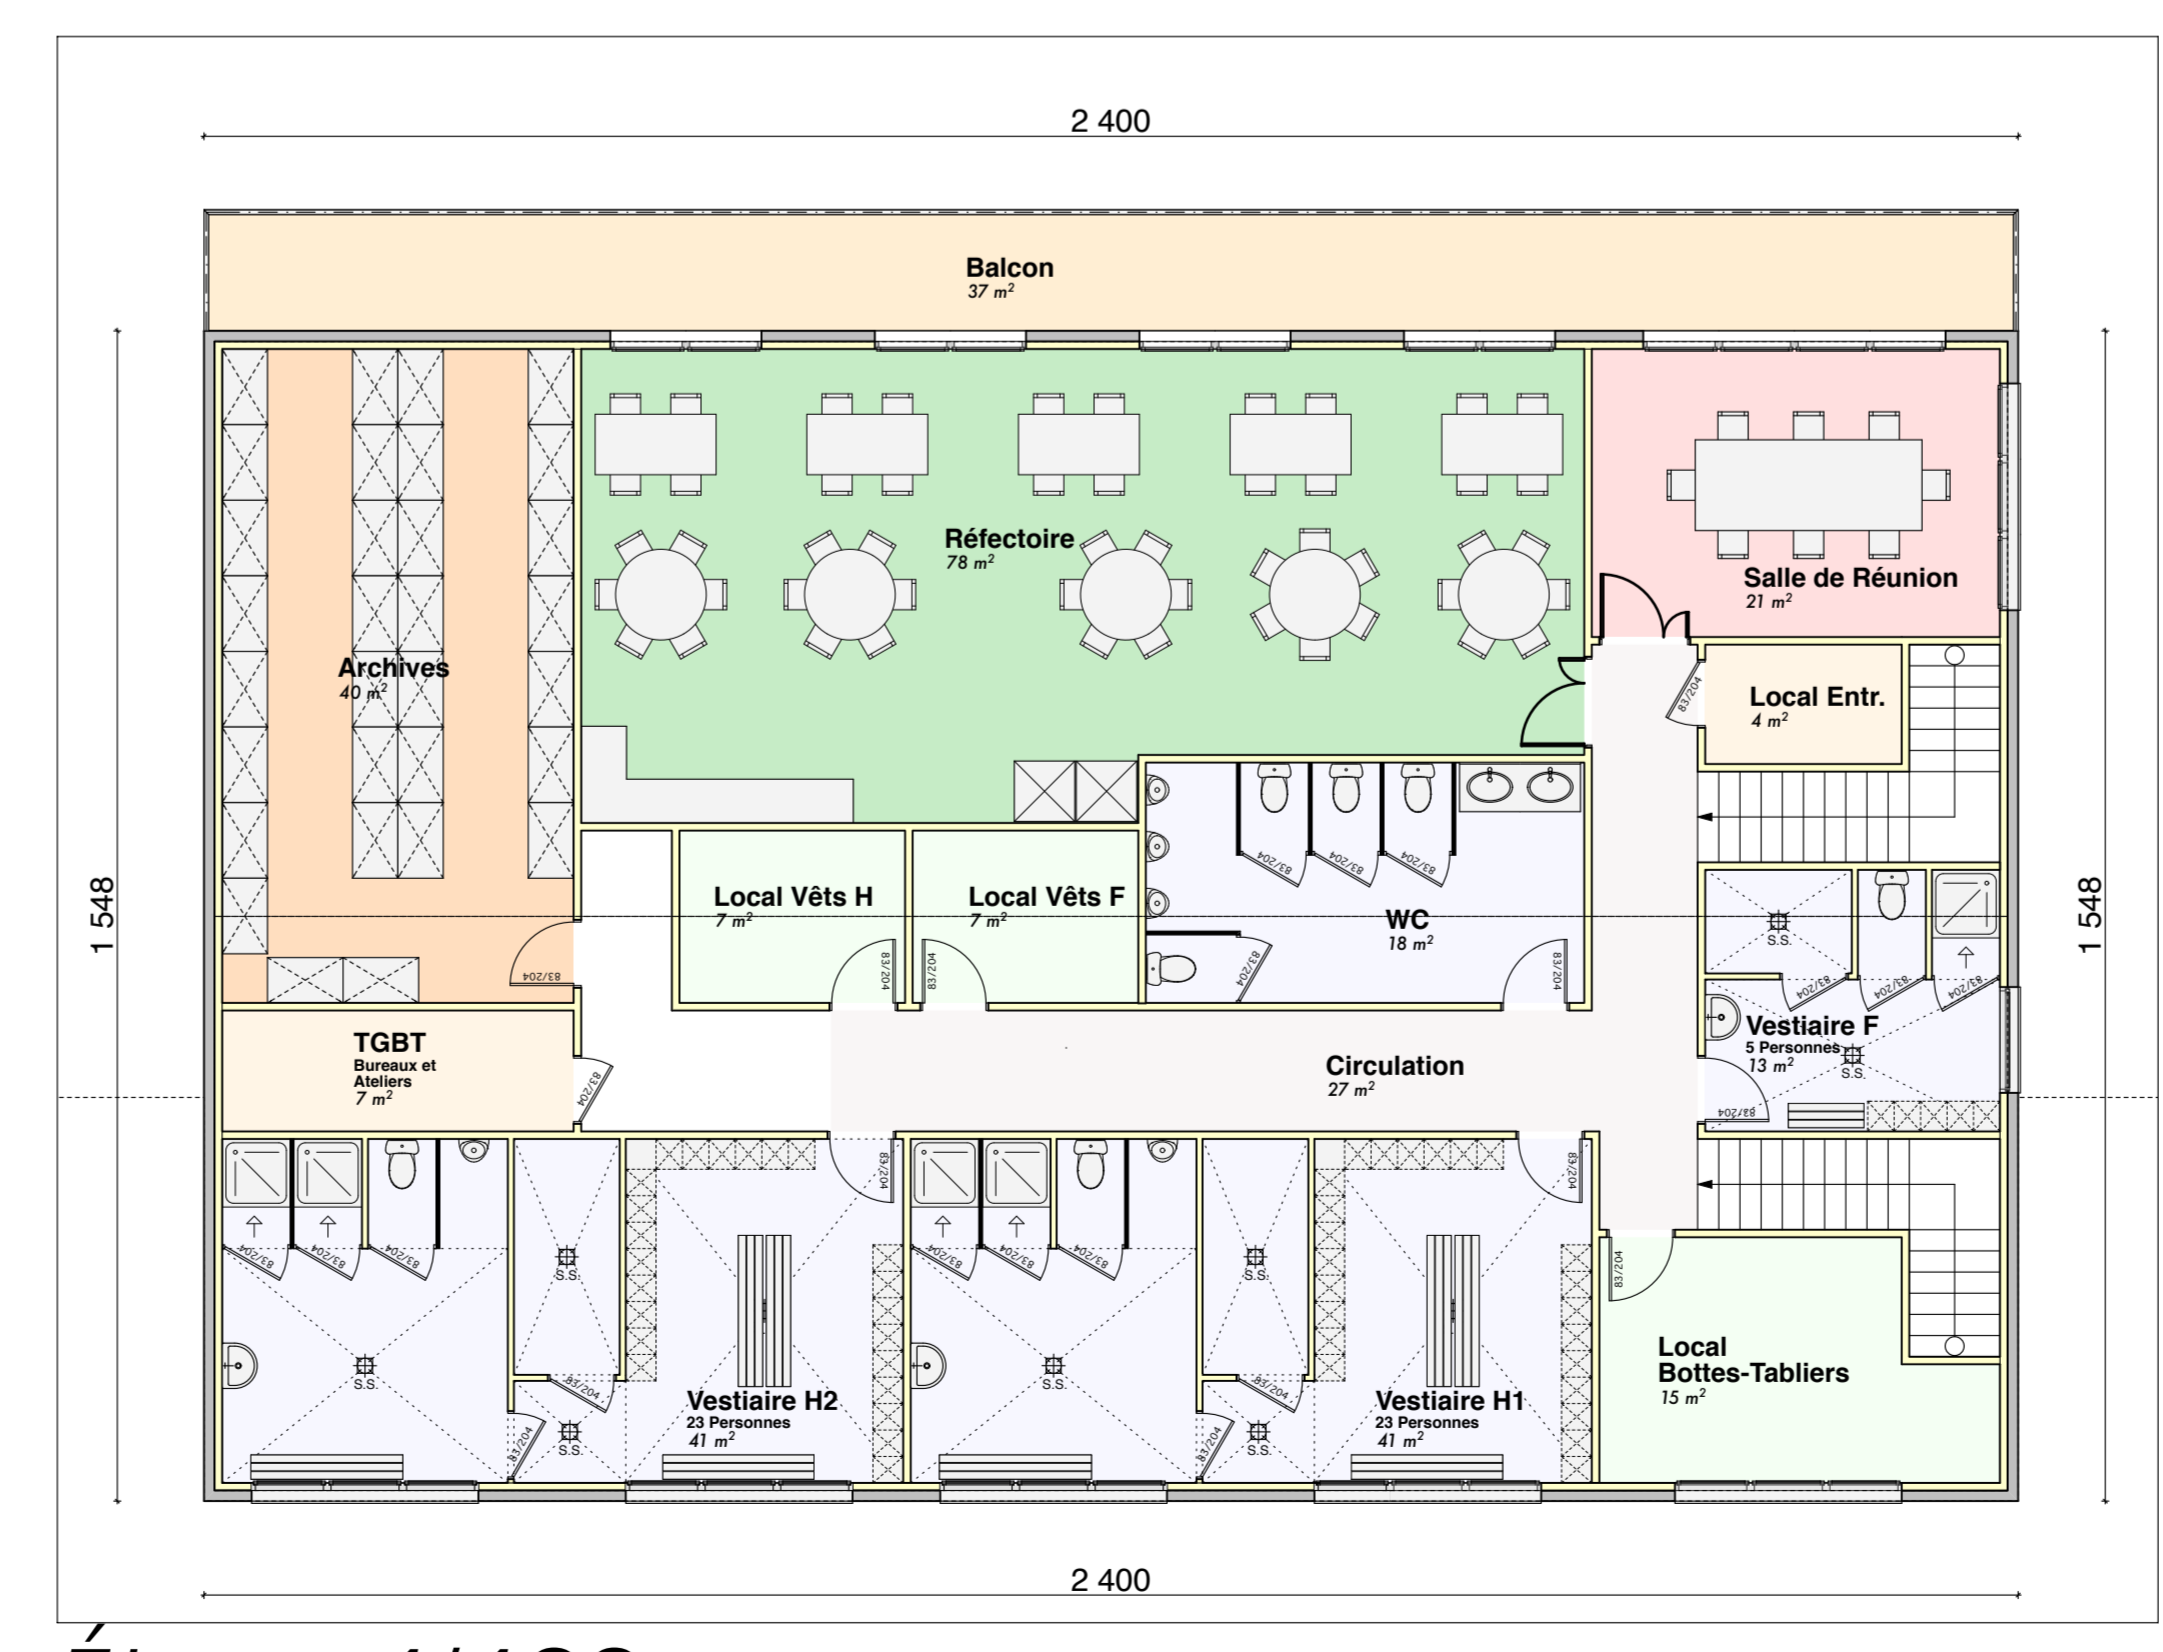 2 400
Balcon
37 m²
1 548
1 548
Réfectoire
78 m²
Salle de Réunion
21 m²
Archives
40 m²
Local Entr.
4 m²
83/204
83/204
83/204
83/204
Local Vêts H
7 m²
Local Vêts F
7 m²
WC
18 m²
S.S.
83/204
83/204
83/204
83/204
83/204
83/204
83/204
83/204
Vestiaire F
5 Personnes
13 m²
S.S.
83/204
TGBT
Bureaux et
Ateliers
7 m²
83/204
Circulation
27 m²
83/204
83/204
83/204
83/204
83/204
83/204
83/204
83/204
83/204
S.S.
S.S.
S.S.
S.S.
83/204
83/204
Vestiaire H2
23 Personnes
41 m²
S.S.
83/204
Vestiaire H1
23 Personnes
41 m²
S.S.
83/204
Local
Bottes-Tabliers
15 m²
2 400